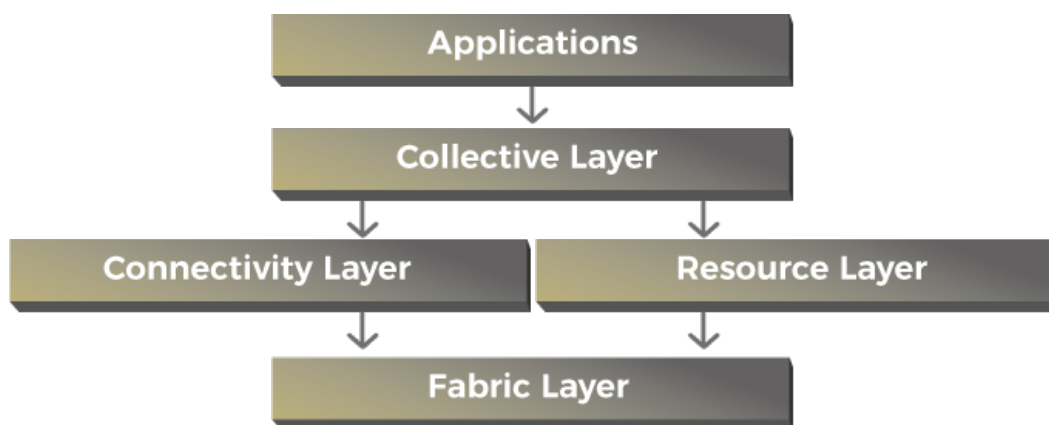 Applications
Collective Layer
Connectivity Layer
Resource Layer
Fabric Layer